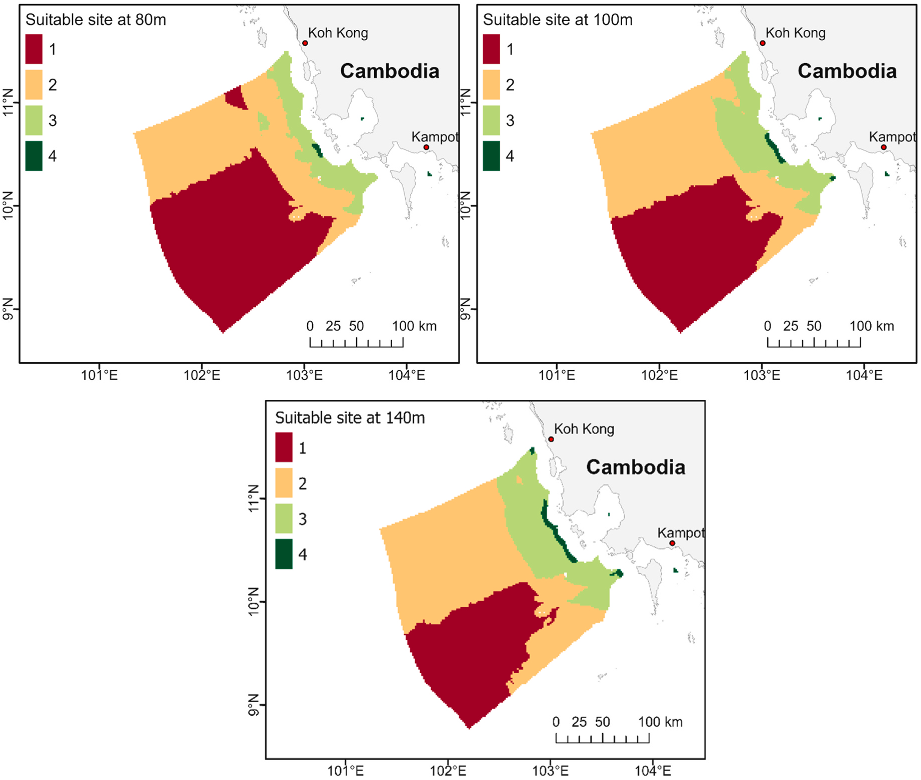 Suitable site at 80m
1
2
3
4
Koh Kong
Cambodia
Kampot
11°N
10°N
9°N
0 25 50 100 km
101°E 102°E 103°E 104°E
Suitable site at 100m
1
2
3
4
Koh Kong
Cambodia
Kampot
11°N
10°N
9°N
0 25 50 100 km
101°E 102°E 103°E 104°E
Suitable site at 140m
1
2
3
4
Koh Kong
Cambodia
Kampot
11°N
10°N
9°N
0 25 50 100 km
101°E 102°E 103°E 104°E